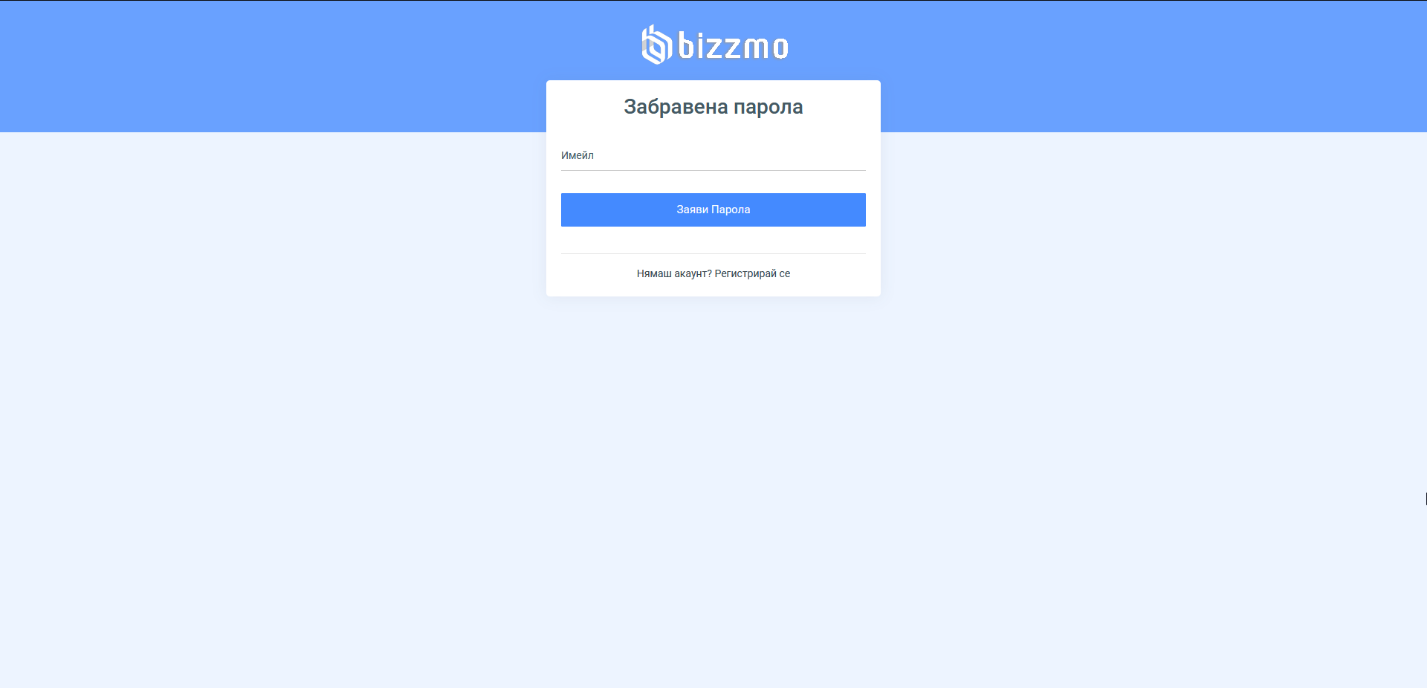 bizzmo
Забравена парола
Имейл
Заяви Парола
Нямаш акаунт? Регистрирай се